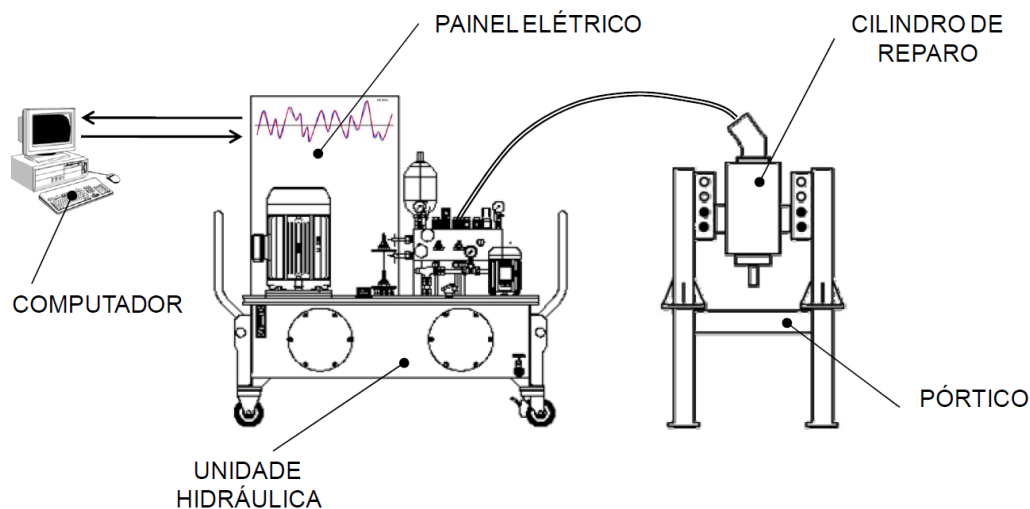 PAINEL ELÉTRICO
CILINDRO DE
REPARO
COMPUTADOR
PÓRTICO
UNIDADE
HIDRÁULICA